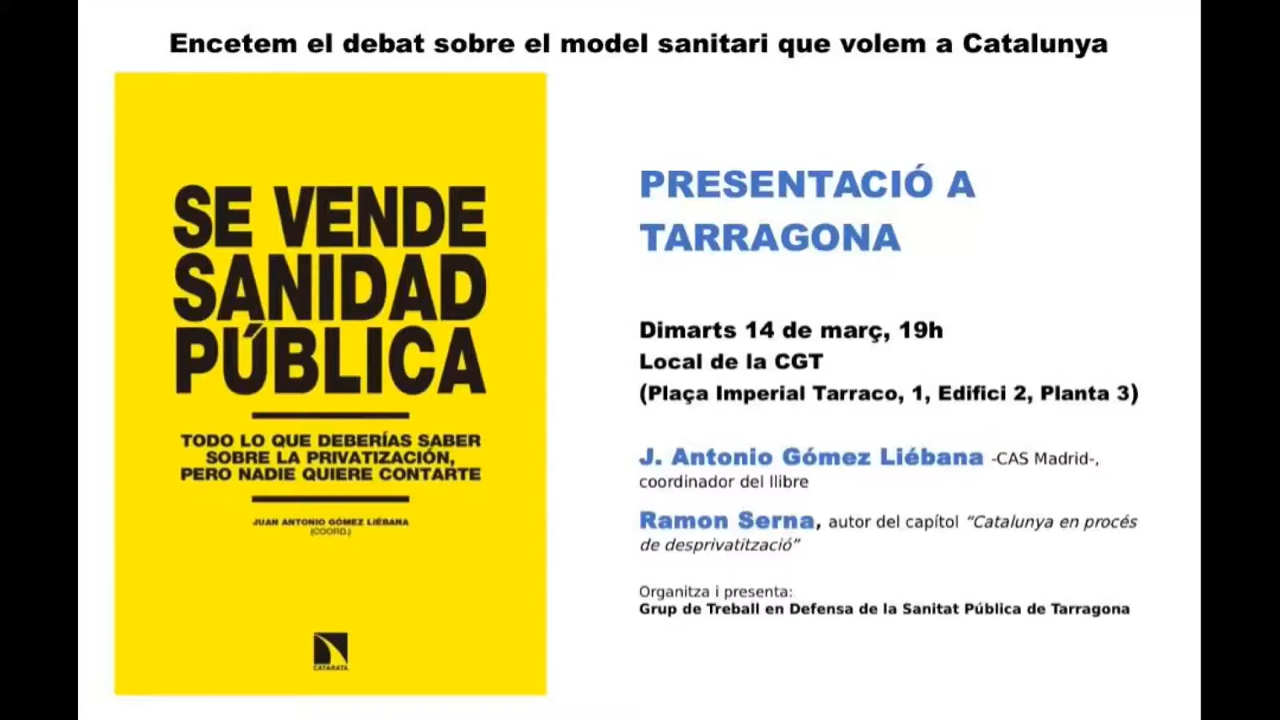 Encetem el debat sobre el model sanitari que volem a Catalunya
SE VENDE
SANIDAD
PÚBLICA
TODO LO QUE DEBERÍAS SABER
SOBRE LA PRIVATIZACIÓN,
PERO NADIE QUIERE CONTARTE
JUAN ANTONIO GÓMEZ LIÉBANA
(COORD.)
CATARATA
PRESENTACIÓ A
TARRAGONA
Dimarts 14 de març, 19h
Local de la CGT
(Plaça Imperial Tarraco, 1, Edifici 2, Planta 3)
J. Antonio Gómez Liébana -CAS Madrid-,
coordinador del llibre
Ramon Serna, autor del capítol “Catalunya en procés
de desprivatització”
Organitza i presenta:
Grup de Treball en Defensa de la Sanitat Pública de Tarragona